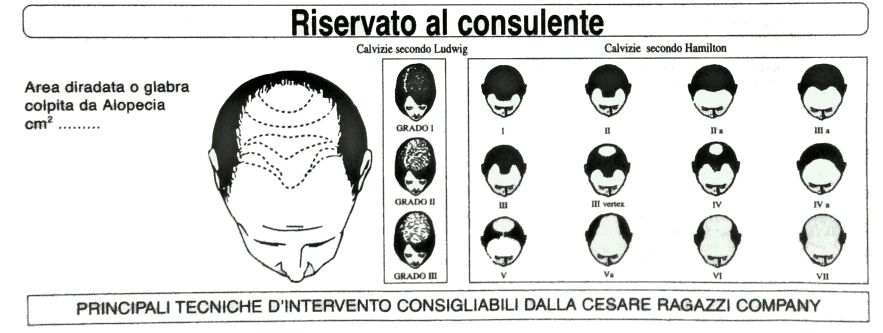 Riservato al consulente
Calvizie secondo Ludwig
Calvizie secondo Hamilton
Area diradata o glabra
colpita da Alopecia
cm² .........
GRADO I
GRADO II
GRADO III
I
II
II a
III a
III
III vertex
IV
IV a
V
Va
VI
VII
PRINCIPALI TECNICHE D'INTERVENTO CONSIGLIABILI DALLA CESARE RAGAZZI COMPANY